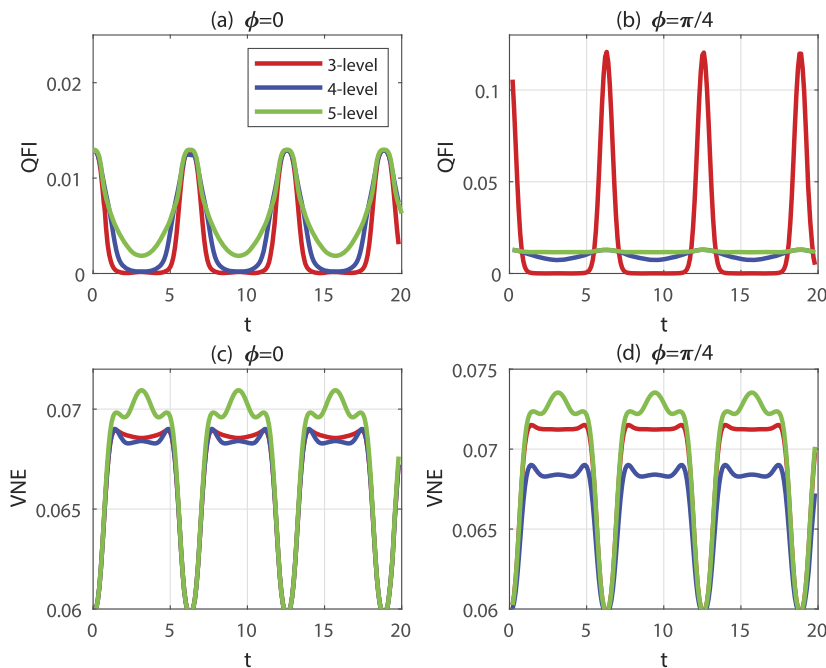 (a) ϕ=0
QFI
0.02
0.01
0
0 5 10 15 20
t
3-level
4-level
5-level
(b) ϕ=π/4
QFI
0.1
0.05
0
0 5 10 15 20
t
(c) ϕ=0
VNE
0.07
0.065
0.06
0 5 10 15 20
t
(d) ϕ=π/4
VNE
0.075
0.07
0.065
0.06
0 5 10 15 20
t